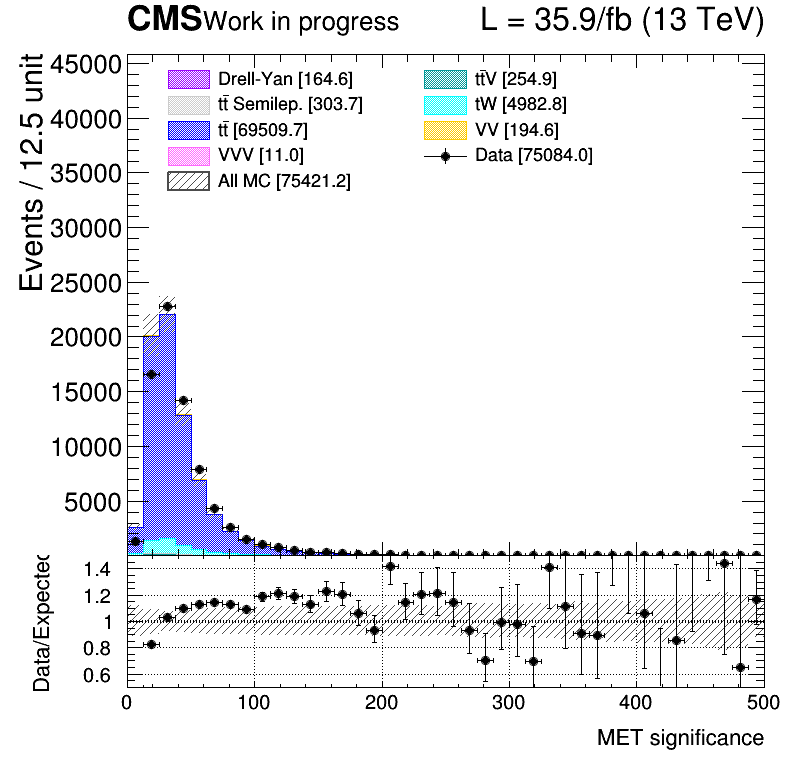 CMS Work in progress L = 35.9/fb (13 TeV)
Events / 12.5 unit
45000
40000
35000
30000
25000
20000
15000
10000
5000
Drell-Yan [164.6]
tt̄ Semilep. [303.7]
tt̄ [69509.7]
VVV [11.0]
All MC [75421.2]
tt̄V [254.9]
tW [4982.8]
VV [194.6]
Data [75084.0]
Data/Expected
1.4
1.2
1
0.8
0.6
0 100 200 300 400 500
MET significance